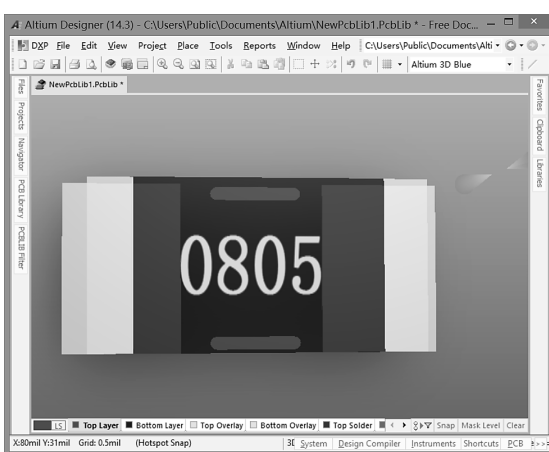 Altium Designer (14.3) - C:\Users\Public\Documents\Altium\NewPcbLib1.PcbLib * - Free Doc...
DXP File Edit View Project Place Tools Reports Window Help C:\Users\Public\Documents\Alti
Altium 3D Blue
NewPcbLib1.PcbLib *
Files
Projects
Navigator
PCB Library
PCBLIB Filter
Favorites
Clipboard
Libraries
0805
LS Top Layer Bottom Layer Top Overlay Bottom Overlay Top Solder Snap Mask Level Clear
X:80mil Y:31mil Grid: 0.5mil (Hotspot Snap) System Design Compiler Instruments Shortcuts PCB >>